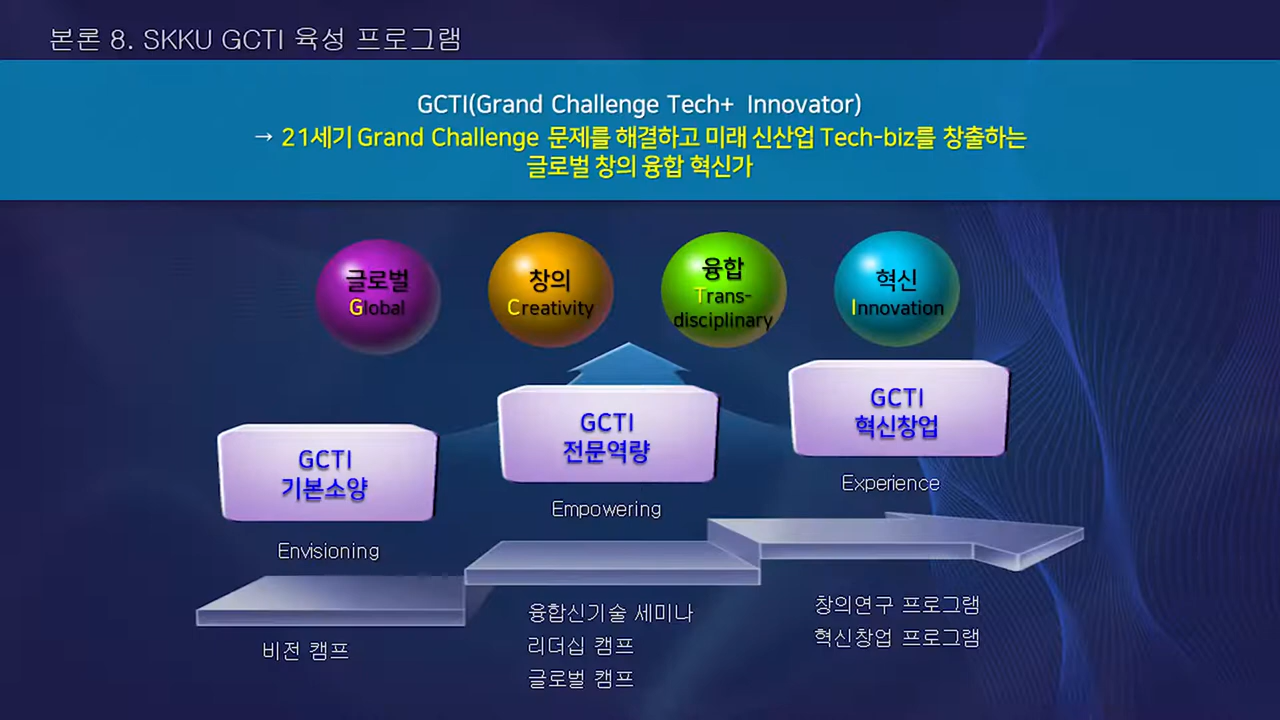 본론 8. SKKU GCTI 육성 프로그램
GCTI(Grand Challenge Tech+ Innovator)
→ 21세기 Grand Challenge 문제를 해결하고 미래 신산업 Tech-biz를 창출하는
글로벌 창의 융합 혁신가
글로벌
Global
창의
Creativity
융합
Trans-
disciplinary
혁신
Innovation
GCTI
기본소양
Envisioning
비전 캠프
GCTI
전문역량
Empowering
융합신기술 세미나
리더십 캠프
글로벌 캠프
GCTI
혁신창업
Experience
창의연구 프로그램
혁신창업 프로그램